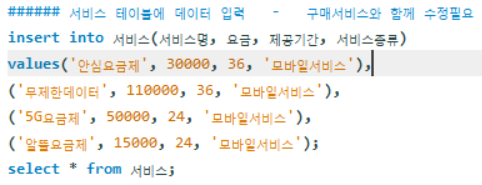 ###### 서비스 테이블에 데이터 입력 - 구매서비스와 함께 수정필요
insert into 서비스(서비스명, 요금, 제공기간, 서비스종류)
values('안심요금제', 30000, 36, '모바일서비스'),
('무제한데이터', 110000, 36, '모바일서비스'),
('5G요금제', 50000, 24, '모바일서비스'),
('알뜰요금제', 15000, 24, '모바일서비스');
select * from 서비스;